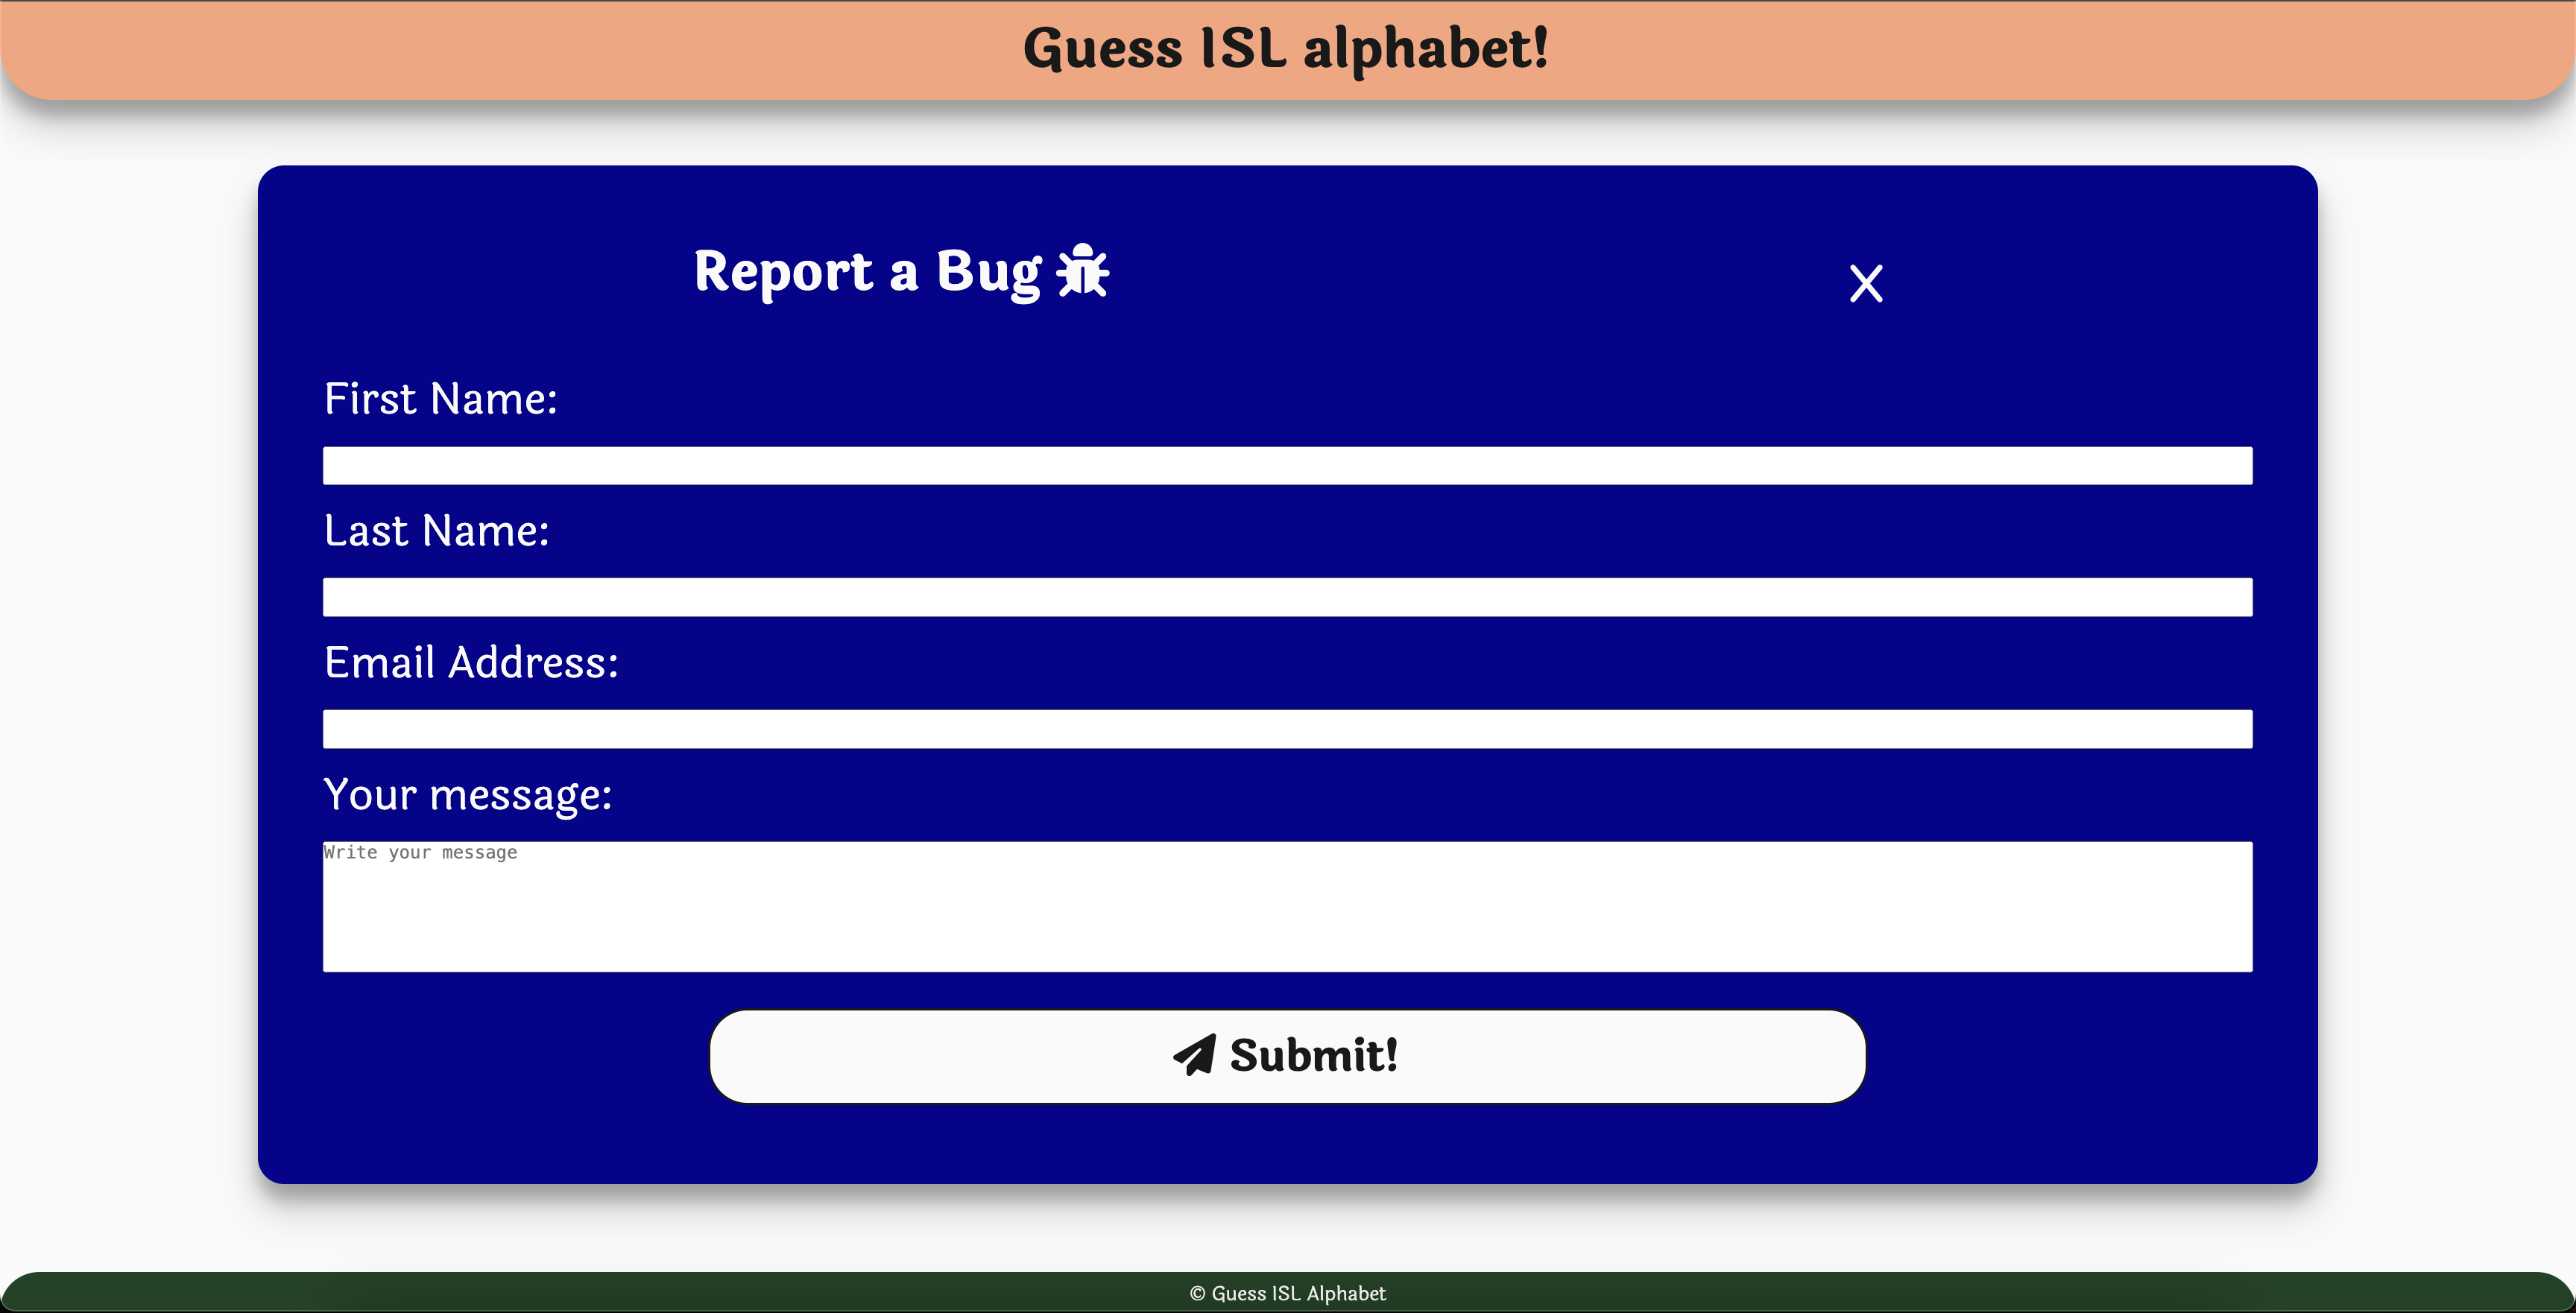 Guess ISL alphabet!
Report a Bug
X
First Name:
Last Name:
Email Address:
Your message:
Write your message
Submit!
© Guess ISL Alphabet